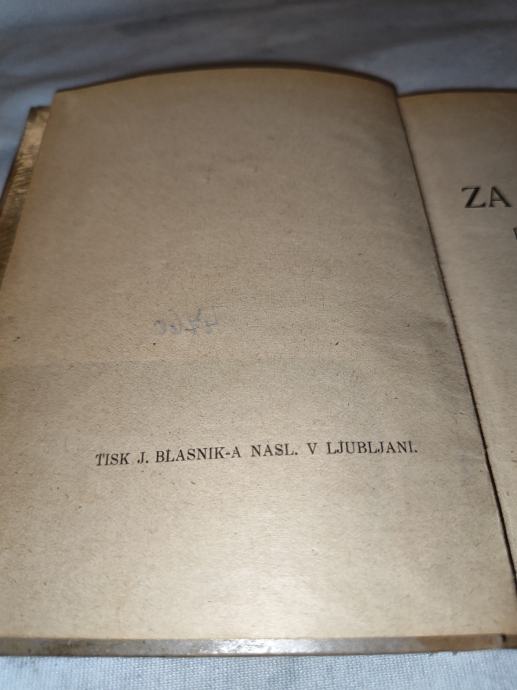 TISK J. BLASNIK-A NASL. V LJUBLJANI.
ZA